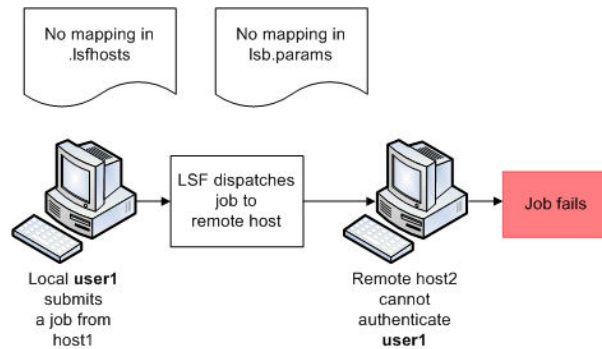 No mapping in
.lsfhosts
No mapping in
lsb.params
LSF dispatches
job to
remote host
Job fails
Local user1
submits
a job from
host1
Remote host2
cannot
authenticate
user1